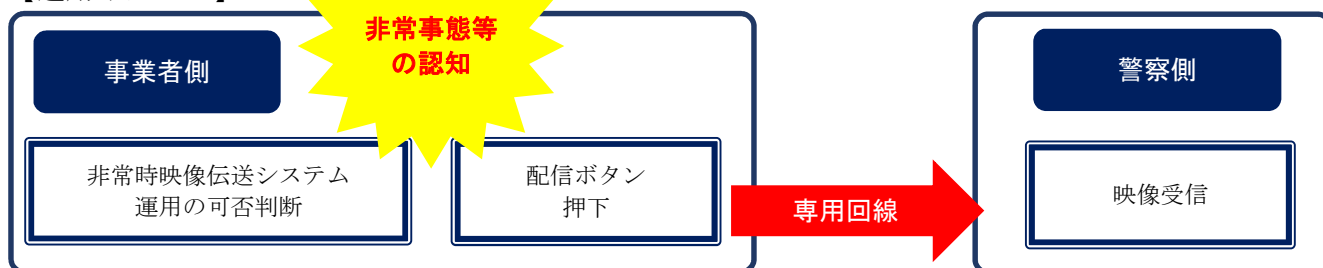 非常事態等
の認知
事業者側
警察側
非常時映像伝送システム
運用の可否判断
配信ボタン
押下
専用回線
映像受信